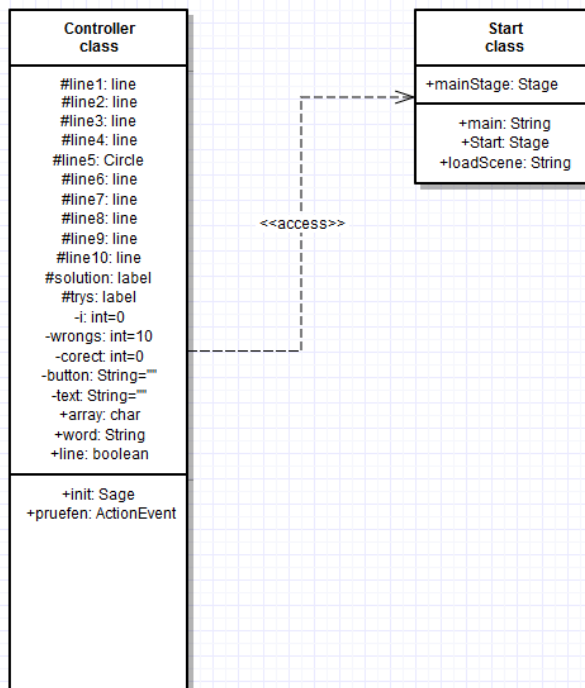 Controller
class
#line1: line
#line2: line
#line3: line
#line4: line
#line5: Circle
#line6: line
#line7: line
#line8: line
#line9: line
#line10: line
#solution: label
#trys: label
-i: int=0
-wrongs: int=10
-corect: int=0
-button: String=""
-text: String=""
+array: char
+word: String
+line: boolean
+init: Sage
+pruefen: ActionEvent
<<access>>
Start
class
+mainStage: Stage
+main: String
+Start: Stage
+loadScene: String